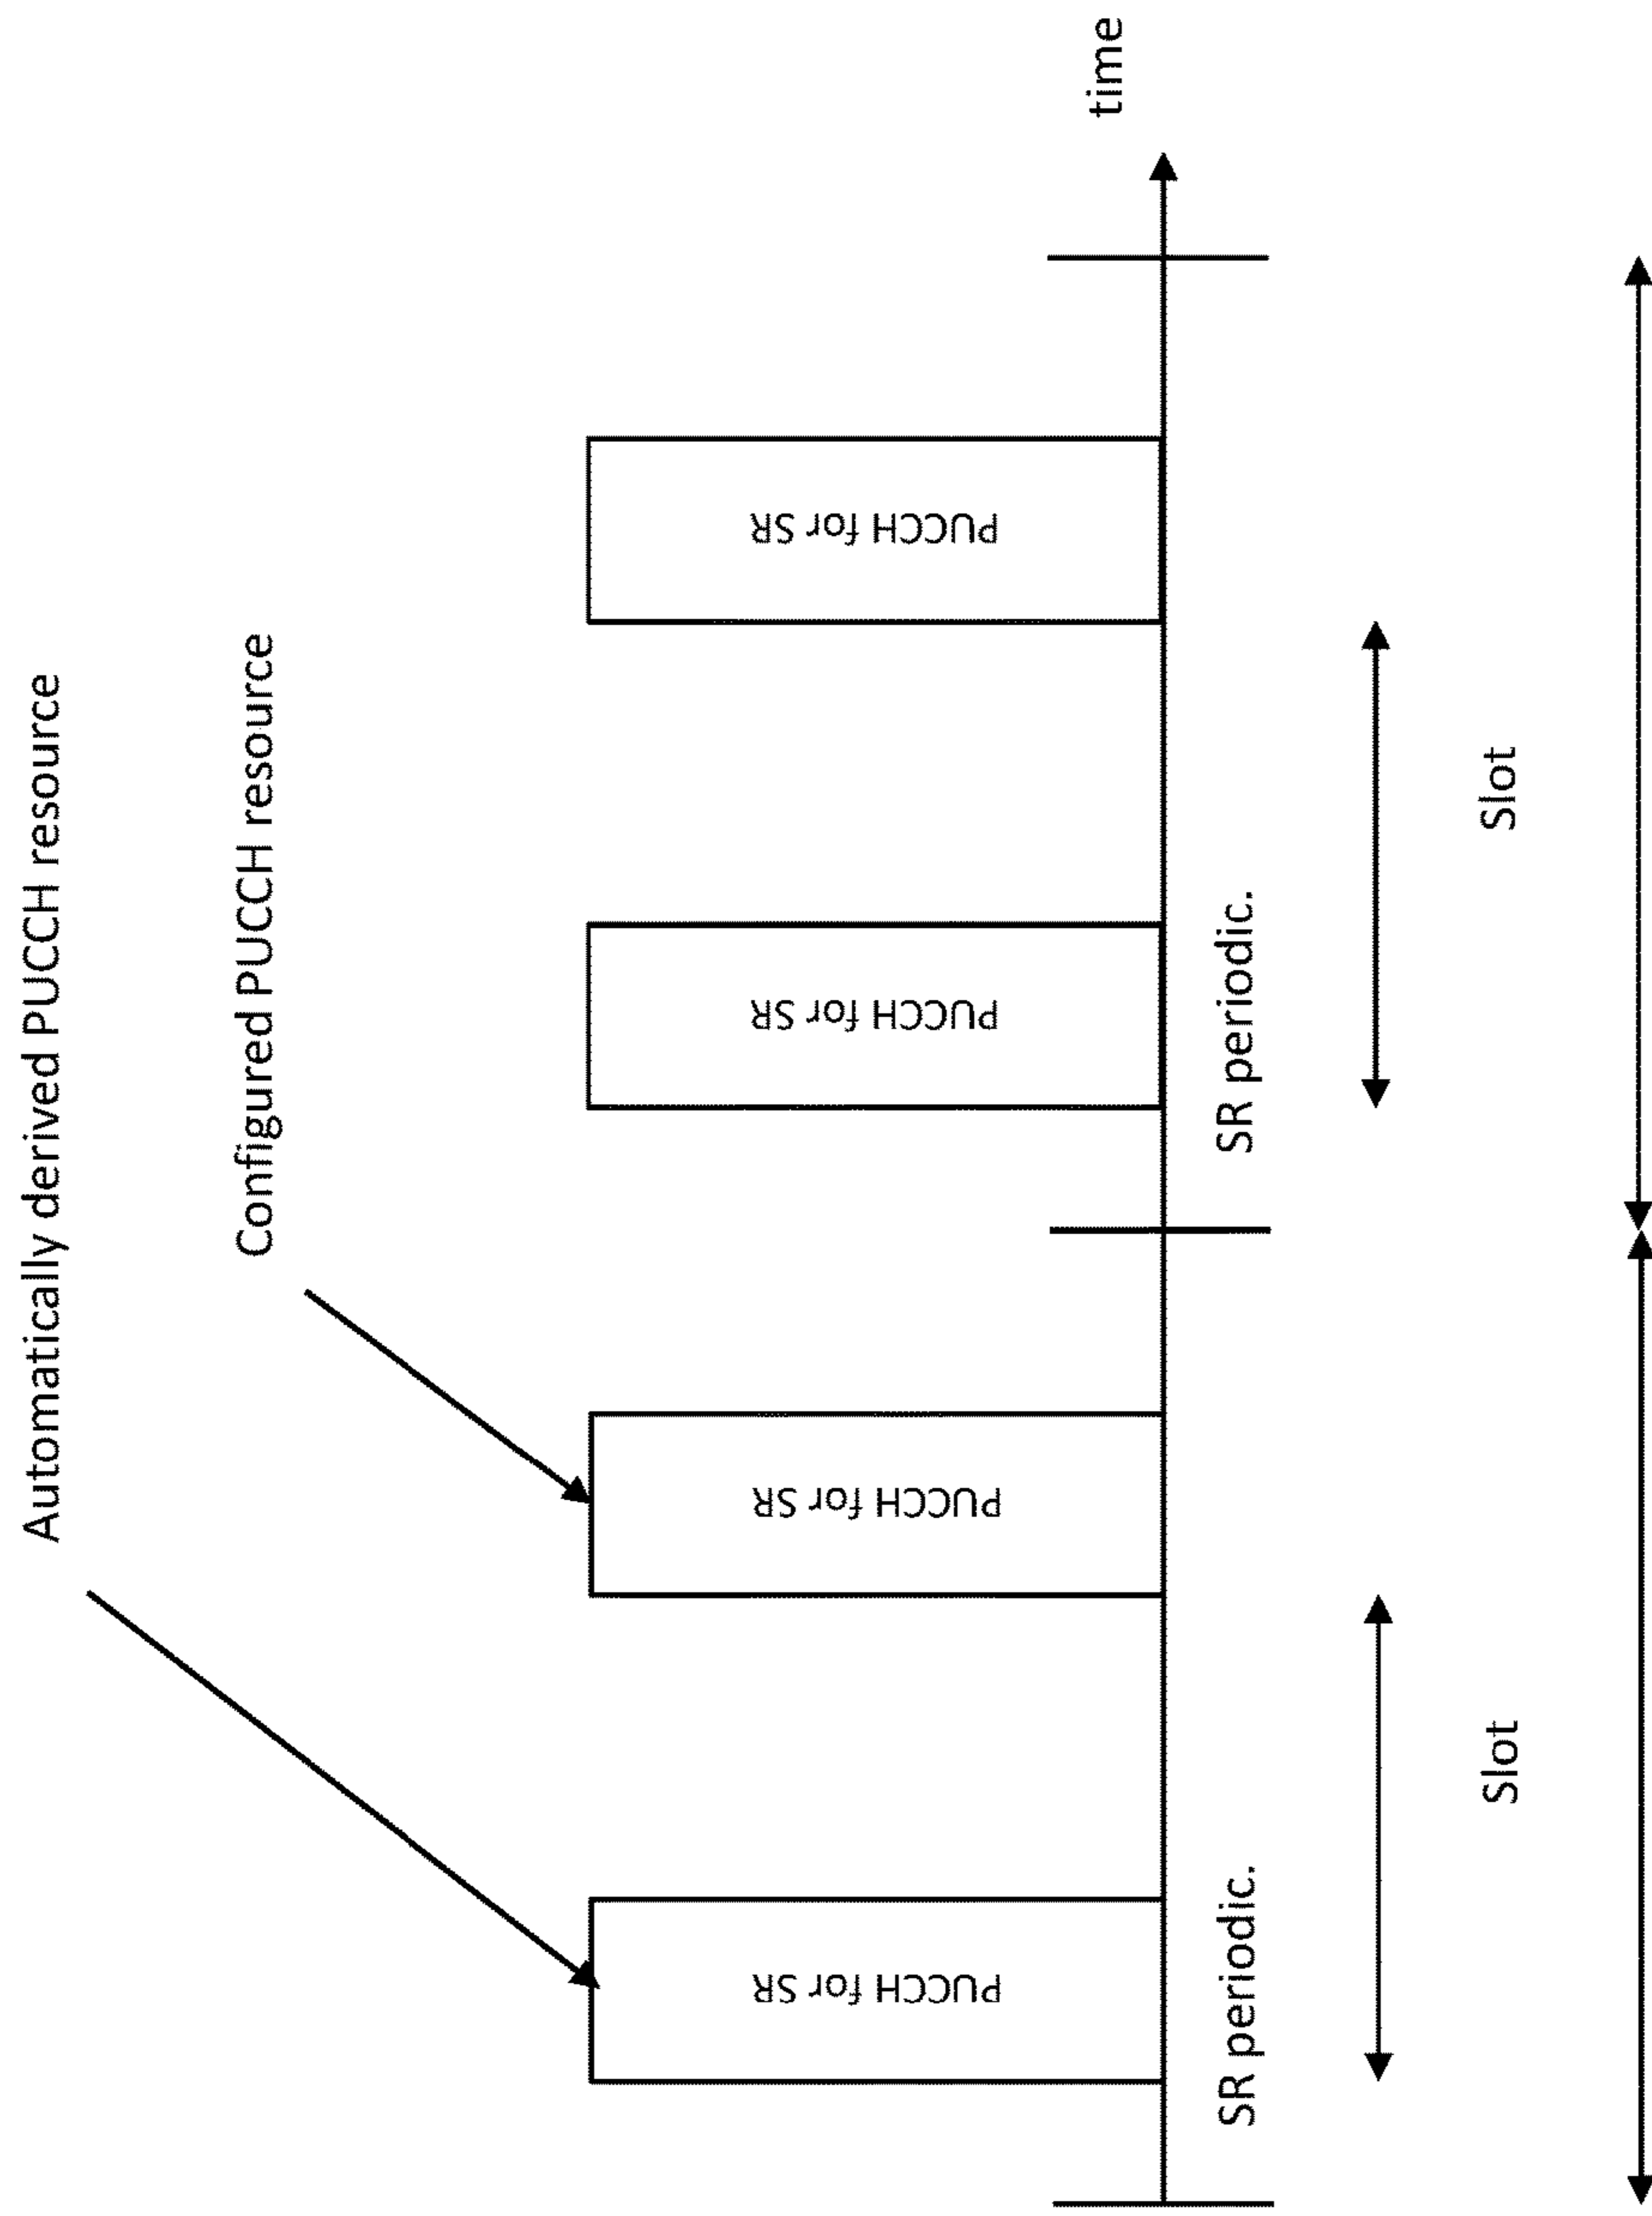 Automatically derived PUCCH resource
Configured PUCCH resource
PUCCH for SR
PUCCH for SR
PUCCH for SR
PUCCH for SR
time
SR periodic.
SR periodic.
Slot
Slot